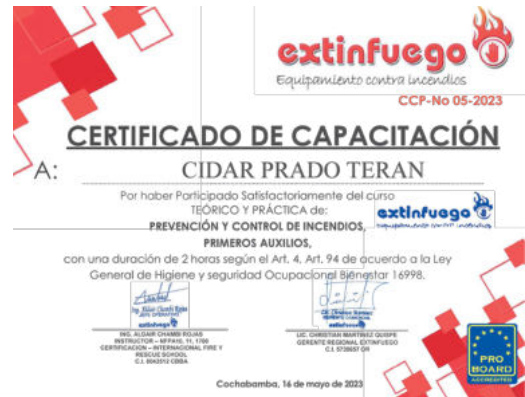 extinfuego
Equipamiento contra incendios
CCP-No 05-2023
CERTIFICADO DE CAPACITACIÓN
A: CIDAR PRADO TERAN
Por haber Participado Satisfactoriamente del curso
TEÓRICO Y PRÁCTICA de:
extinfuego
PREVENCIÓN Y CONTROL DE INCENDIOS,
PRIMEROS AUXILIOS,
con una duración de 2 horas según el Art. 4, Art. 94 de acuerdo a la Ley
General de Higiene y seguridad Ocupacional Bienestar 16998.
extinfuego
ING. ALGAIR CHAMBI ROJAS
INSTRUCTOR – NFPA10, 11, 1700
CERTIFICACION – INTERNACIONAL FIRE Y
RESCUE SCHOOL
LIC. CHRISTIAN MARTINEZ QUISPE
GERENTE REGIONAL EXTINFUEGO
PRO
BOARD
ACCREDITED
Cochabamba, 16 de mayo de 2023